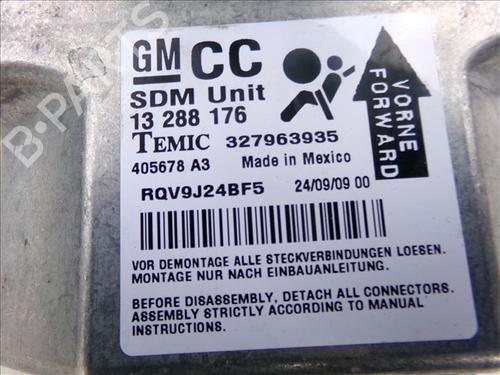 GM CC
SDM Unit
13 288 176
TEMIC 327963935
405678 A3 Made in Mexico
RQV9J24BF5 24/09/09 00
VORNE
FORWARD
VOR DEMONTAGE ALLE STECKVERBINDUNGEN LOESEN.
MONTAGE NUR NACH EINBAUANLEITUNG.
BEFORE DISASSEMBLY, DETACH ALL CONNECTORS.
ASSEMBLY STRICTLY ACCORDING TO MANUAL
INSTRUCTIONS.
B-PARTS